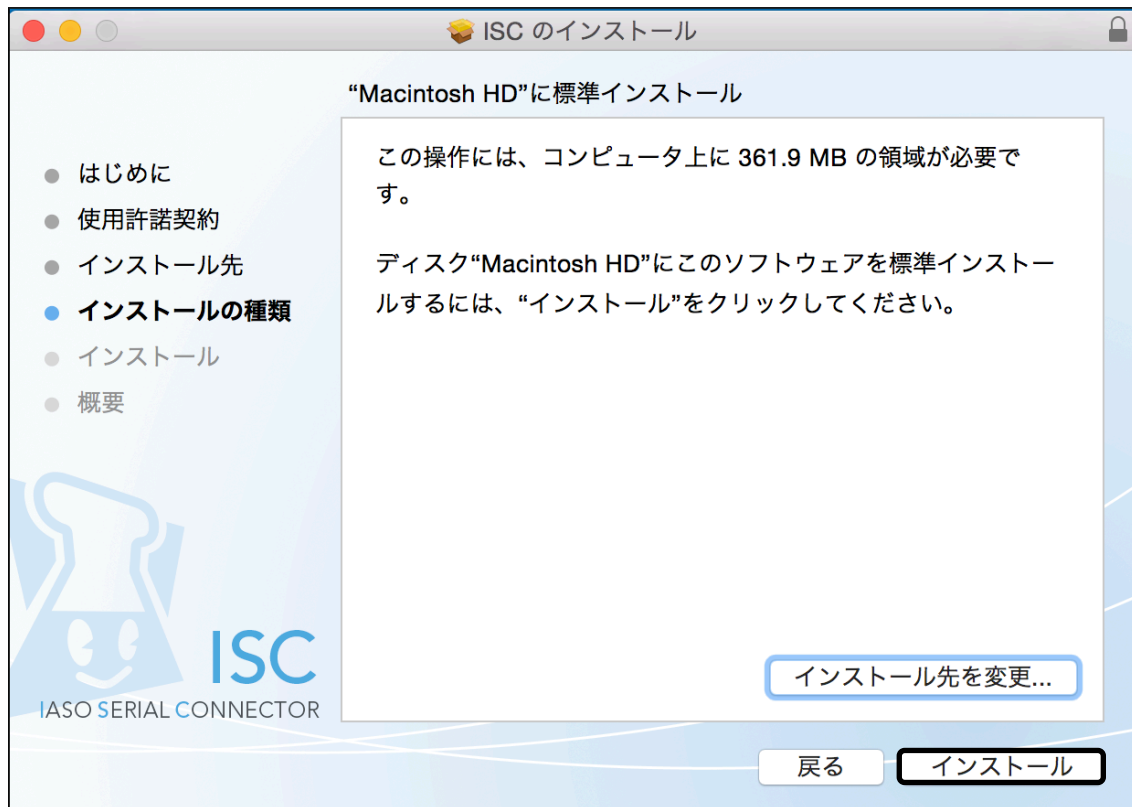 ISC のインストール
“Macintosh HD”に標準インストール
はじめに
使用許諾契約
インストール先
インストールの種類
インストール
概要
この操作には、コンピュータ上に 361.9 MB の領域が必要で
す。
ディスク“Macintosh HD”にこのソフトウェアを標準インストー
ルするには、“インストール”をクリックしてください。
ISC
IASO SERIAL CONNECTOR
インストール先を変更...
戻る
インストール